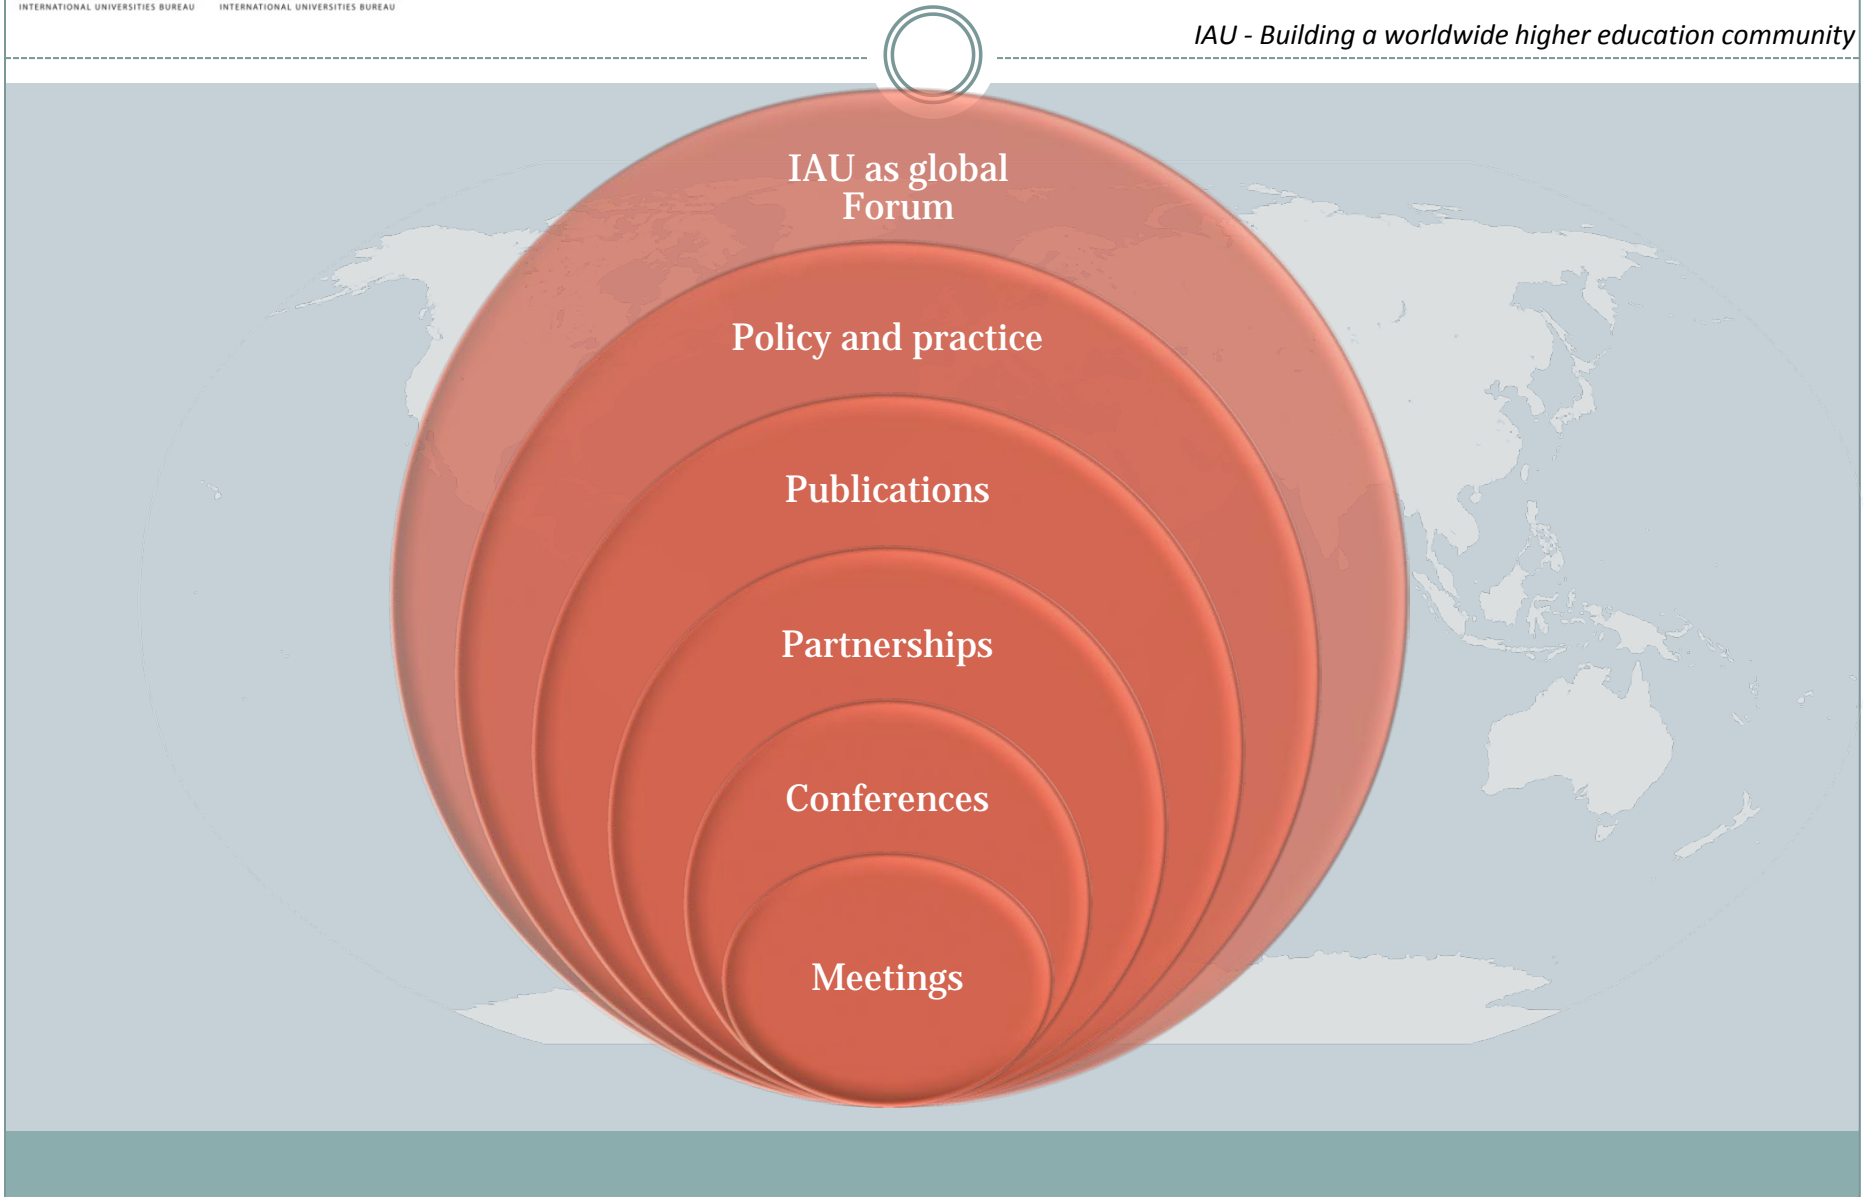 INTERNATIONAL UNIVERSITIES BUREAU INTERNATIONAL UNIVERSITIES BUREAU
IAU - Building a worldwide higher education community
IAU as global
Forum
Policy and practice
Publications
Partnerships
Conferences
Meetings